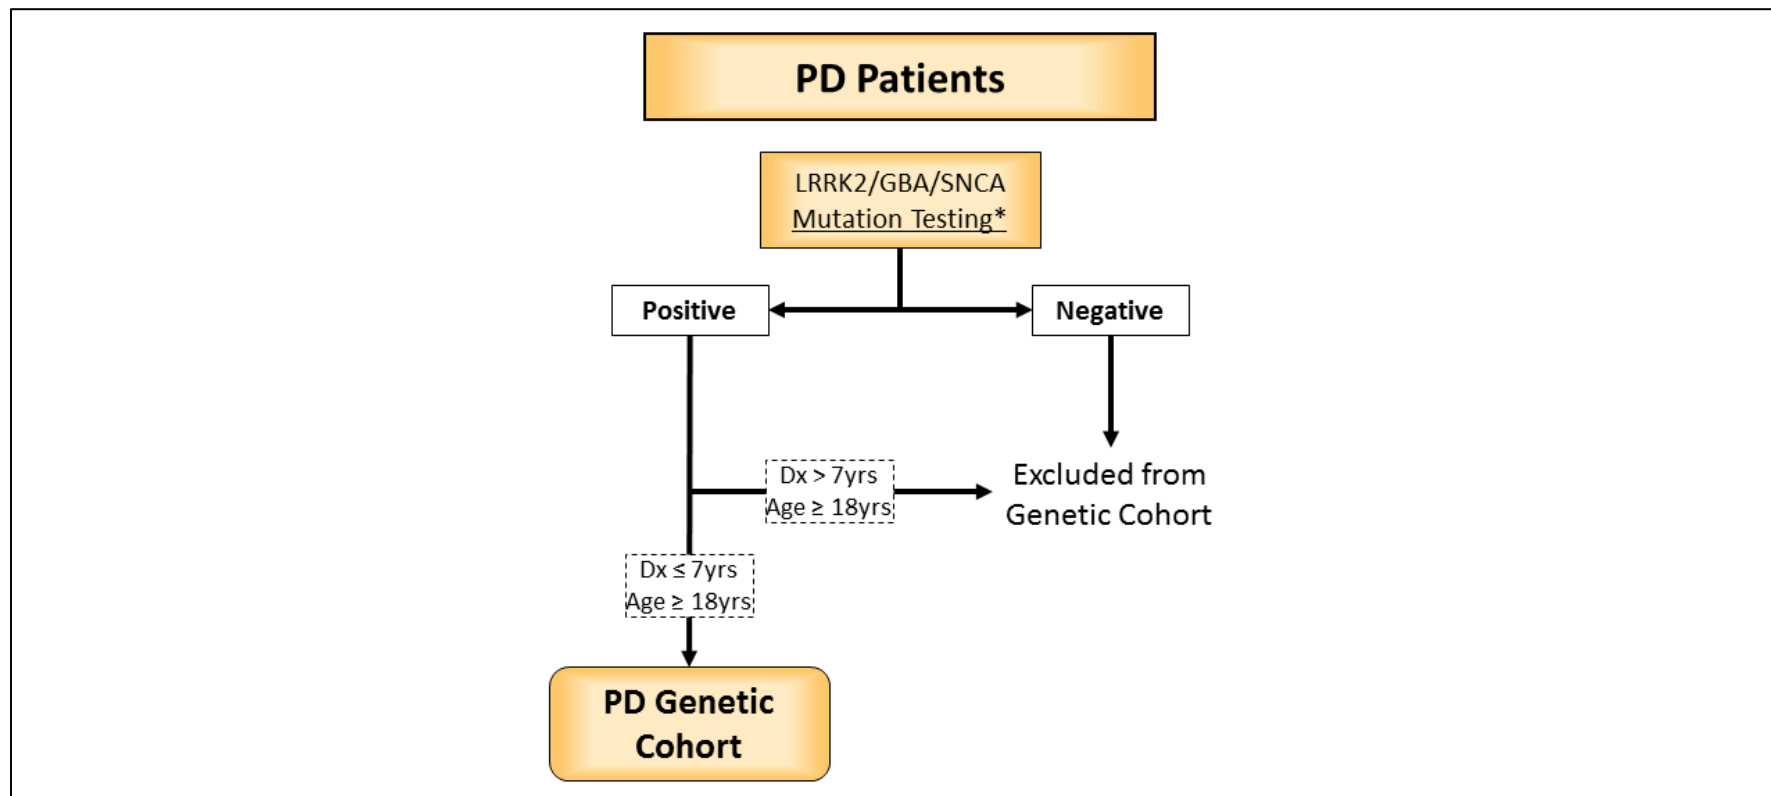 PD Patients
LRRK2/GBA/SNCA
Mutation Testing*
Positive
Negative
Dx > 7yrs
Age ≥ 18yrs
Excluded from
Genetic Cohort
Dx ≤ 7yrs
Age ≥ 18yrs
PD Genetic
Cohort